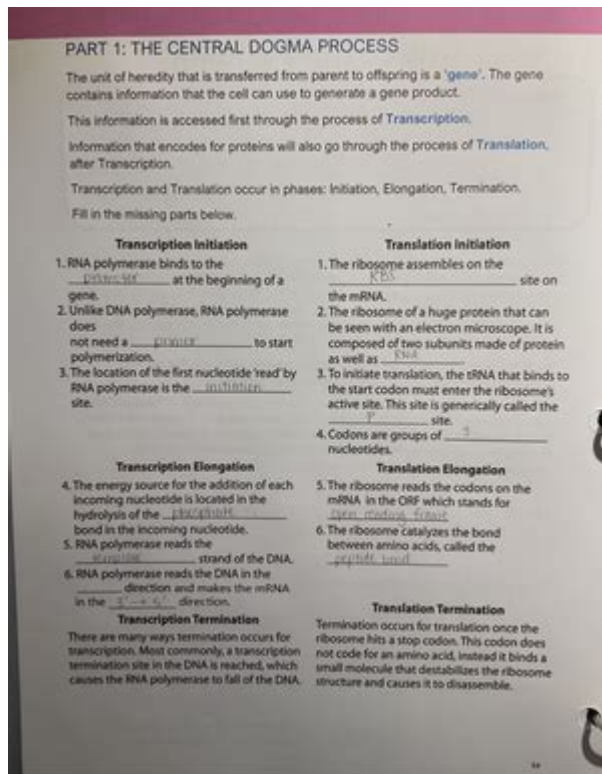 PART 1: THE CENTRAL DOGMA PROCESS
The unit of heredity that is transferred from parent to offspring is a 'gene'. The gene
contains information that the cell can use to generate a gene product.
This information is accessed first through the process of Transcription.
Information that encodes for proteins will also go through the process of Translation,
after Transcription.
Transcription and Translation occur in phases: Initiation, Elongation, Termination.
Fill in the missing parts below.
Transcription Initiation
1. RNA polymerase binds to the
promoter at the beginning of a
gene.
2. Unlike DNA polymerase, RNA polymerase
does
not need a primer to start
polymerization.
3. The location of the first nucleotide 'read' by
RNA polymerase is the initiation
site.
Transcription Elongation
4. The energy source for the addition of each
incoming nucleotide is located in the
hydrolysis of the phosphate
bond in the incoming nucleotide.
5. RNA polymerase reads the
template strand of the DNA.
6. RNA polymerase reads the DNA in the
direction and makes the mRNA
in the direction.
Transcription Termination
There are many ways termination occurs for
transcription. Most commonly, a transcription
termination site in the DNA is reached, which
causes the RNA polymerase to fall of the DNA.
Translation Initiation
1. The ribosome assembles on the
RBS site on
the mRNA.
2. The ribosome of a huge protein that can
be seen with an electron microscope. It is
composed of two subunits made of protein
as well as RNA
3. To initiate translation, the tRNA that binds to
the start codon must enter the ribosome's
active site. This site is generically called the
P site.
4. Codons are groups of 3
nucleotides.
Translation Elongation
5. The ribosome reads the codons on the
mRNA in the ORF which stands for
open reading frame
6. The ribosome catalyzes the bond
between amino acids, called the
peptide bond
Translation Termination
Termination occurs for translation once the
ribosome hits a stop codon. This codon does
not code for an amino acid, instead it binds a
small molecule that destabilizes the ribosome
structure and causes it to disassemble.